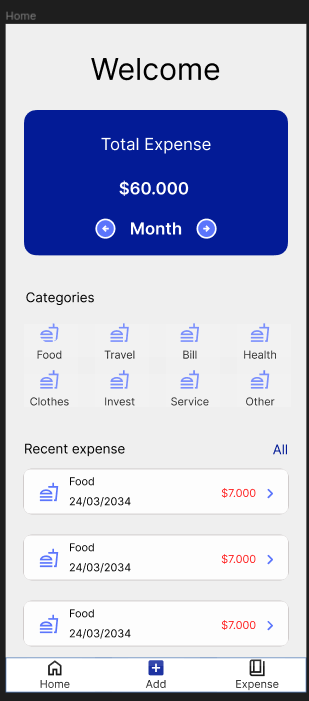 Home
Welcome
Total Expense
$60.000
Month
Categories
Food Travel Bill Health
Clothes Invest Service Other
Recent expense All
Food
24/03/2034
$7.000
Food
24/03/2034
$7.000
Food
24/03/2034
$7.000
Home Add Expense